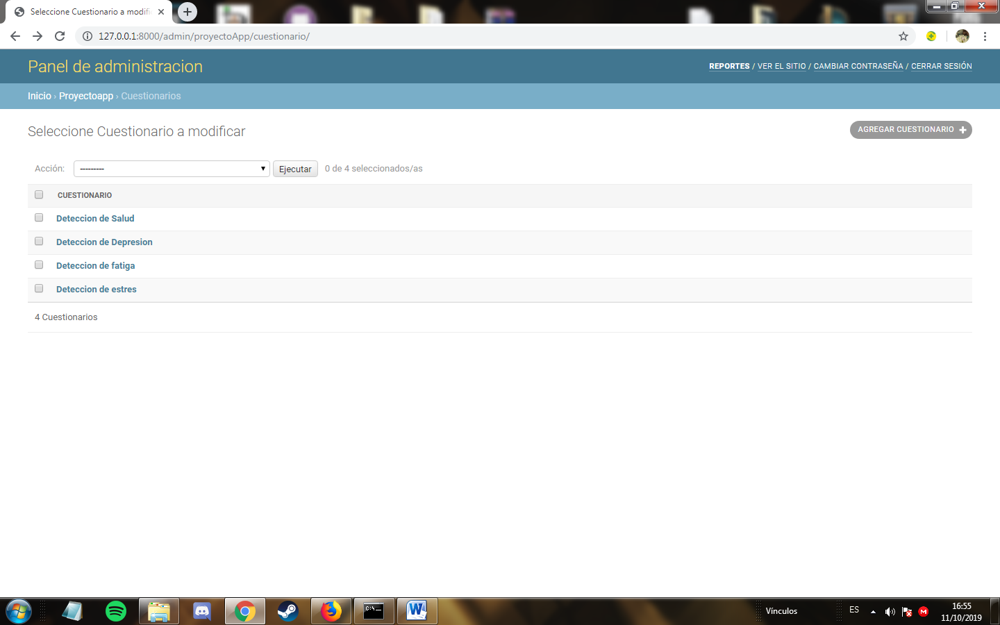 Seleccione Cuestionario a modifi
127.0.0.1:8000/admin/proyectoApp/cuestionario/
Panel de administracion
REPORTES / VER EL SITIO / CAMBIAR CONTRASEÑA / CERRAR SESIÓN
Inicio › Proyectoapp › Cuestionarios
Seleccione Cuestionario a modificar
AGREGAR CUESTIONARIO +
Acción: --------- Ejecutar 0 de 4 seleccionados/as
CUESTIONARIO
Deteccion de Salud
Deteccion de Depresion
Deteccion de fatiga
Deteccion de estres
4 Cuestionarios
Vínculos
ES
16:55
11/10/2019